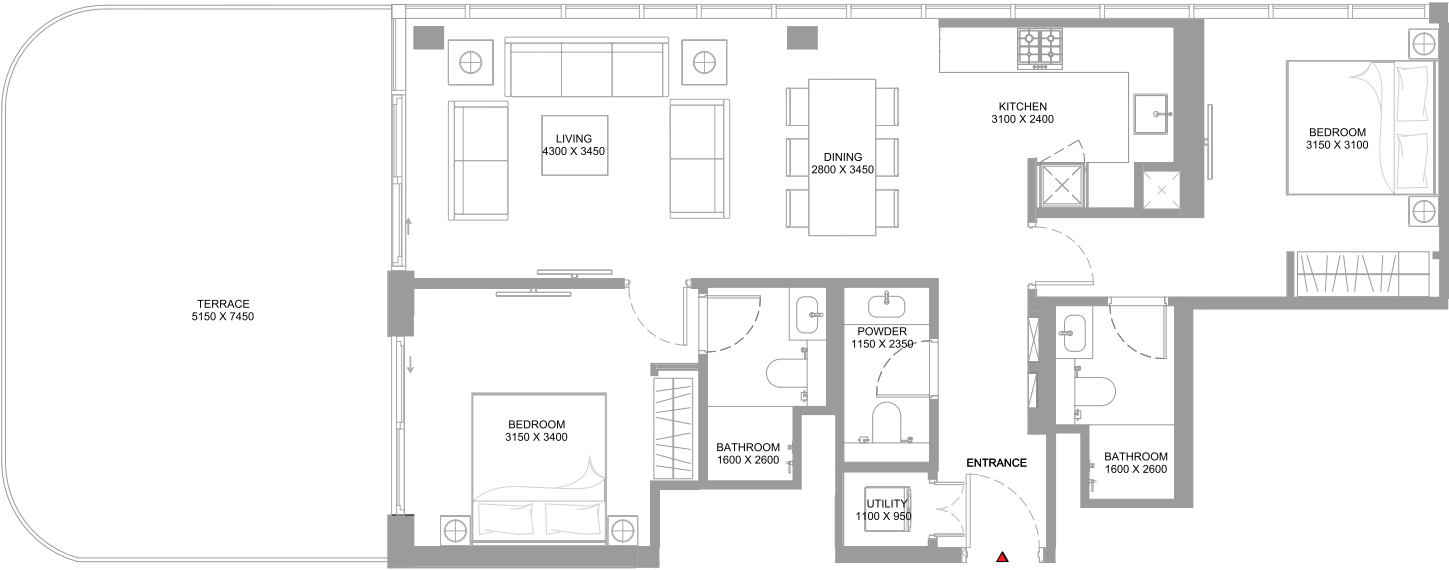 KITCHEN
3100 X 2400
BEDROOM
3150 X 3100
LIVING
4300 X 3450
DINING
2800 X 3450
TERRACE
5150 X 7450
POWDER
1150 X 2350
BEDROOM
3150 X 3400
BATHROOM
1600 X 2600
ENTRANCE
BATHROOM
1600 X 2600
UTILITY
1100 X 950